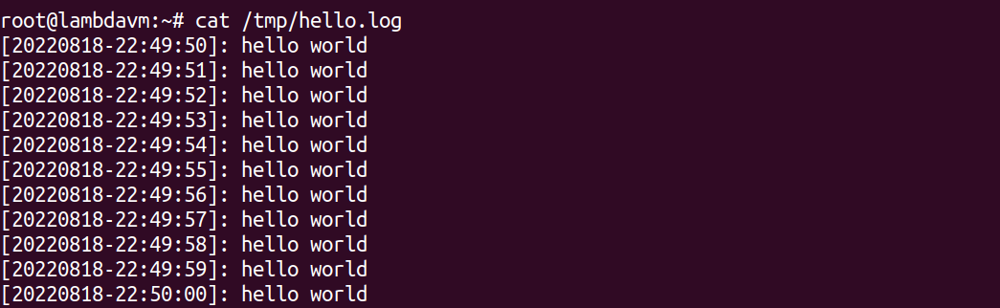 root@lambdavm:~# cat /tmp/hello.log
[20220818-22:49:50]: hello world
[20220818-22:49:51]: hello world
[20220818-22:49:52]: hello world
[20220818-22:49:53]: hello world
[20220818-22:49:54]: hello world
[20220818-22:49:55]: hello world
[20220818-22:49:56]: hello world
[20220818-22:49:57]: hello world
[20220818-22:49:58]: hello world
[20220818-22:49:59]: hello world
[20220818-22:50:00]: hello world